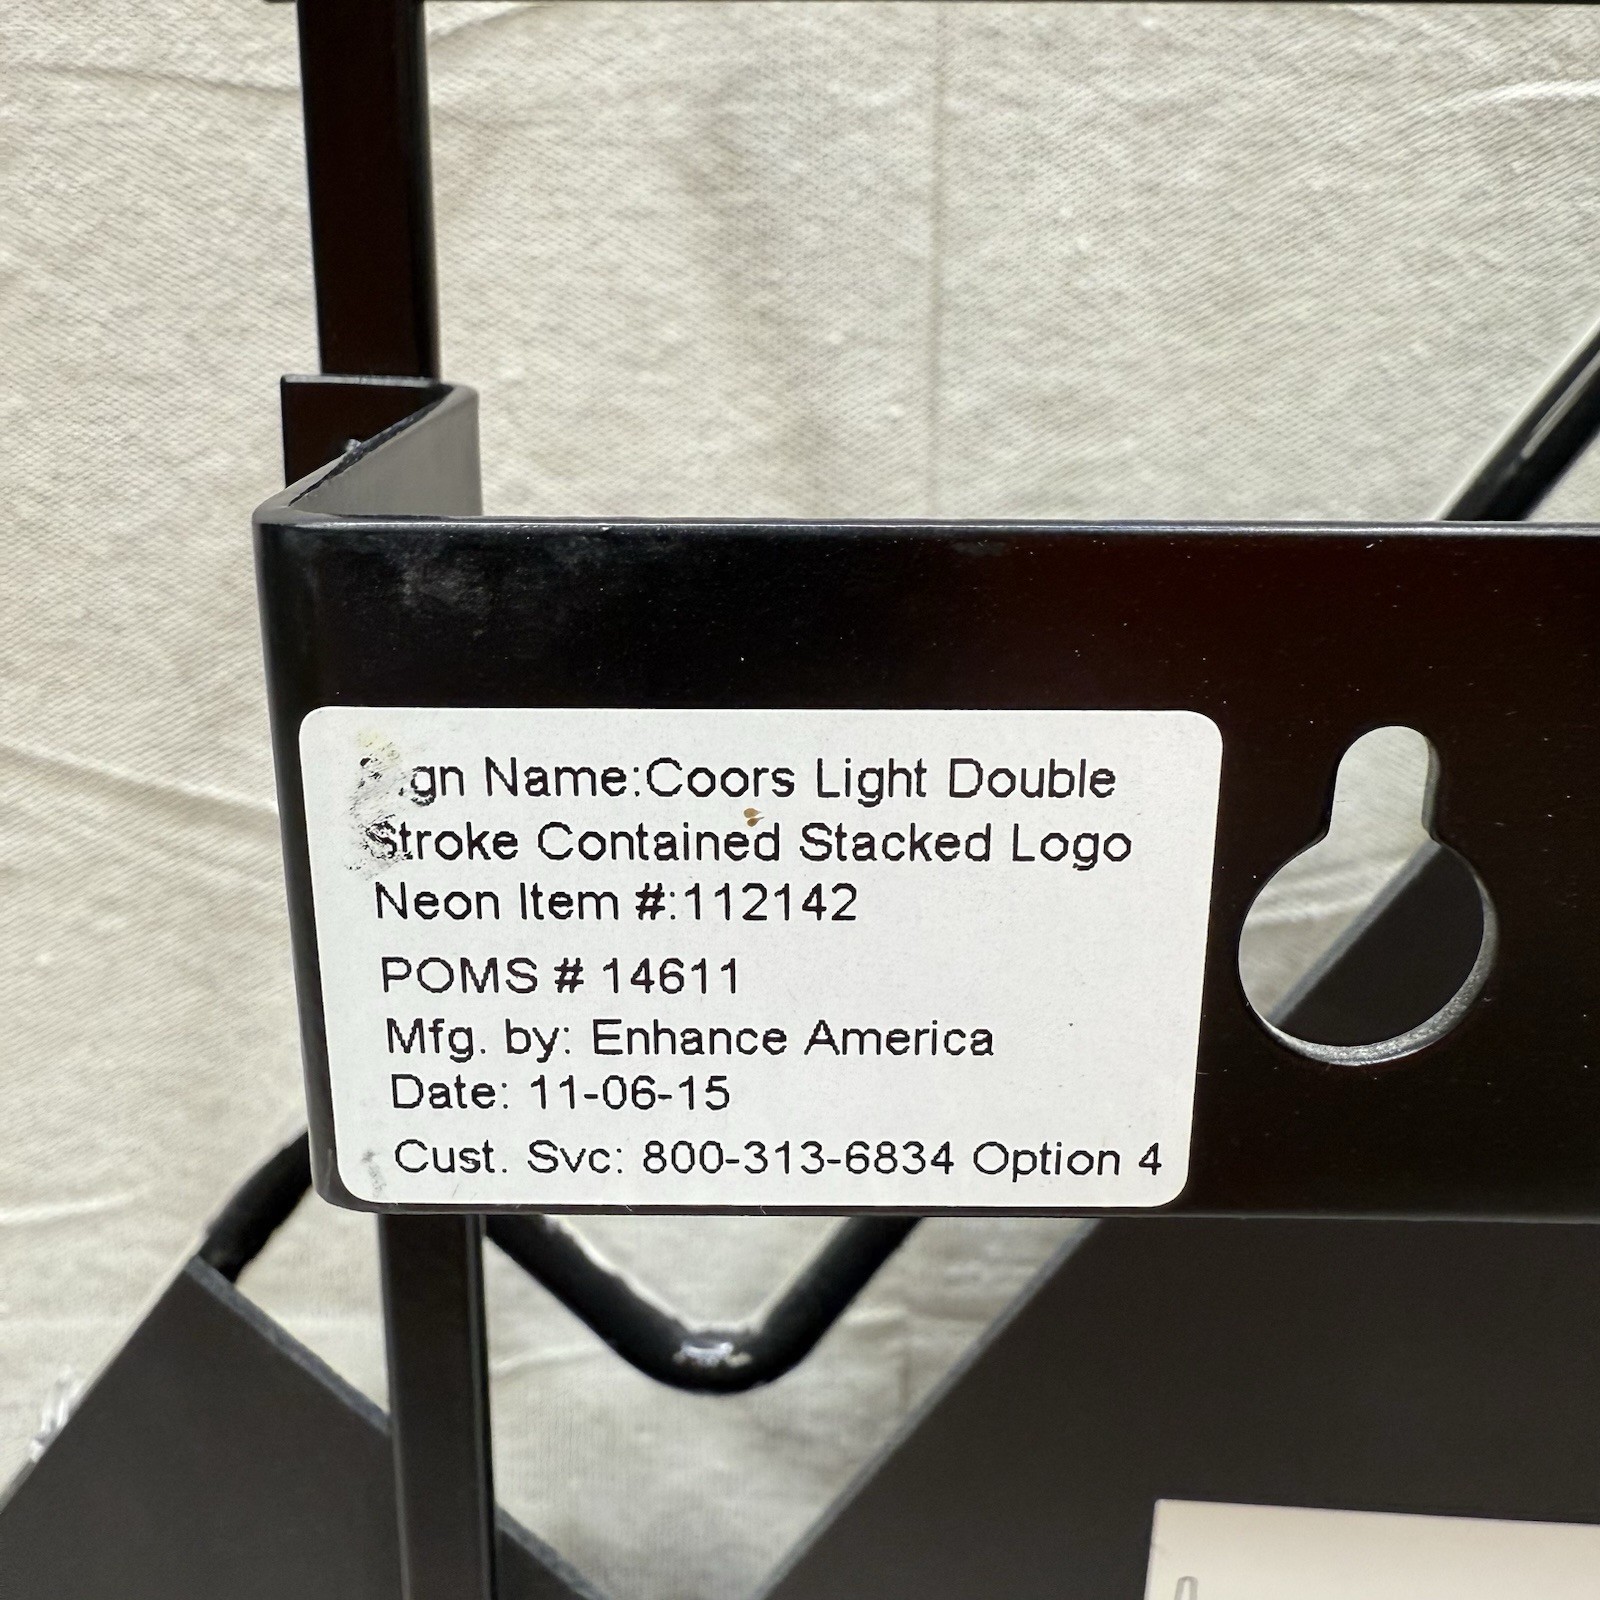 Sign Name:Coors Light Double
Stroke Contained Stacked Logo
Neon Item #:112142
POMS # 14611
Mfg. by: Enhance America
Date: 11-06-15
Cust. Svc: 800-313-6834 Option 4